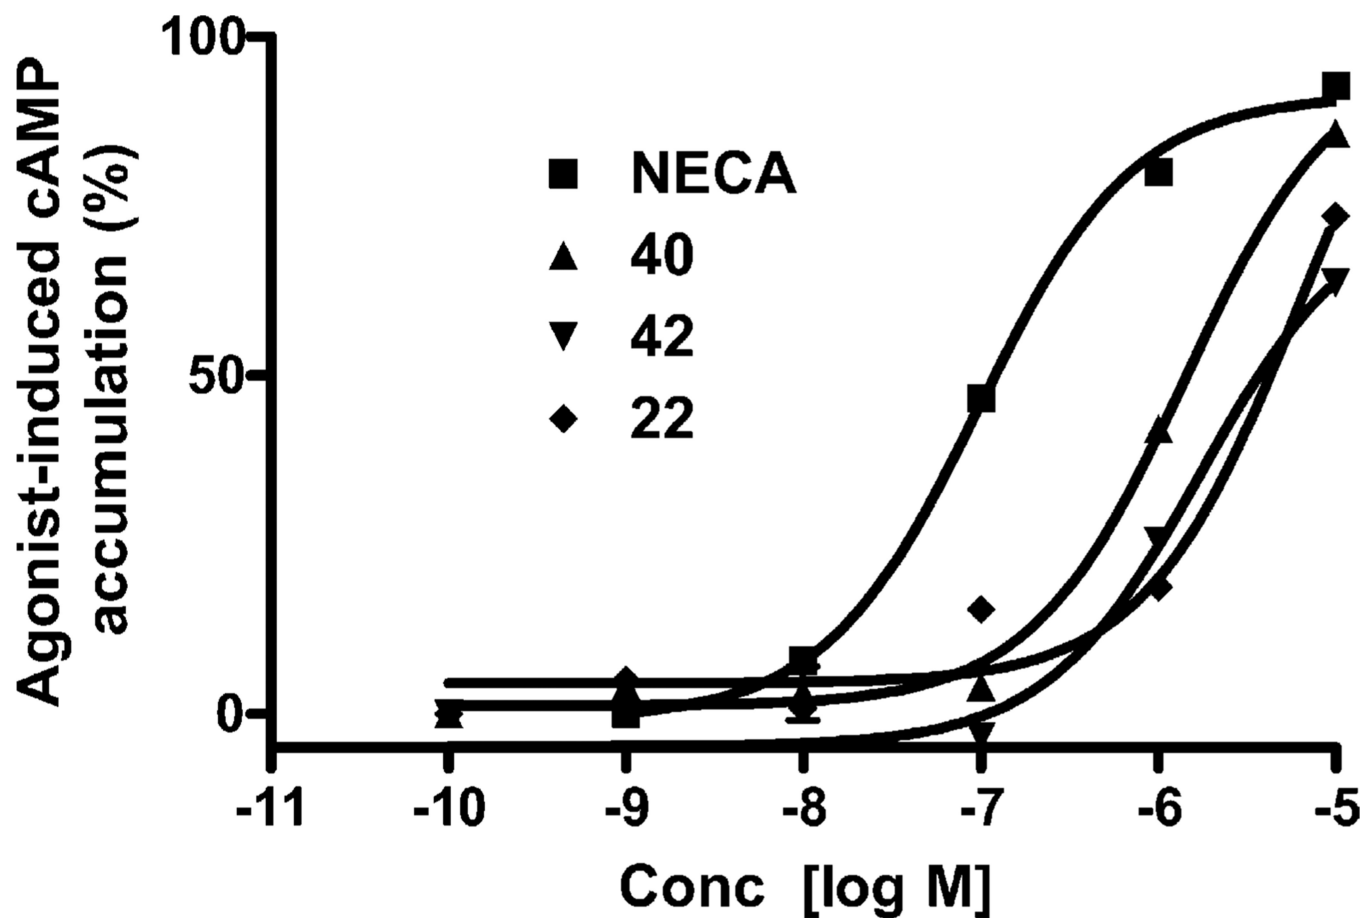 Agonist-induced cAMP
accumulation (%)
100
50
0
NECA
40
42
22
-11 -10 -9 -8 -7 -6 -5
Conc [log M]